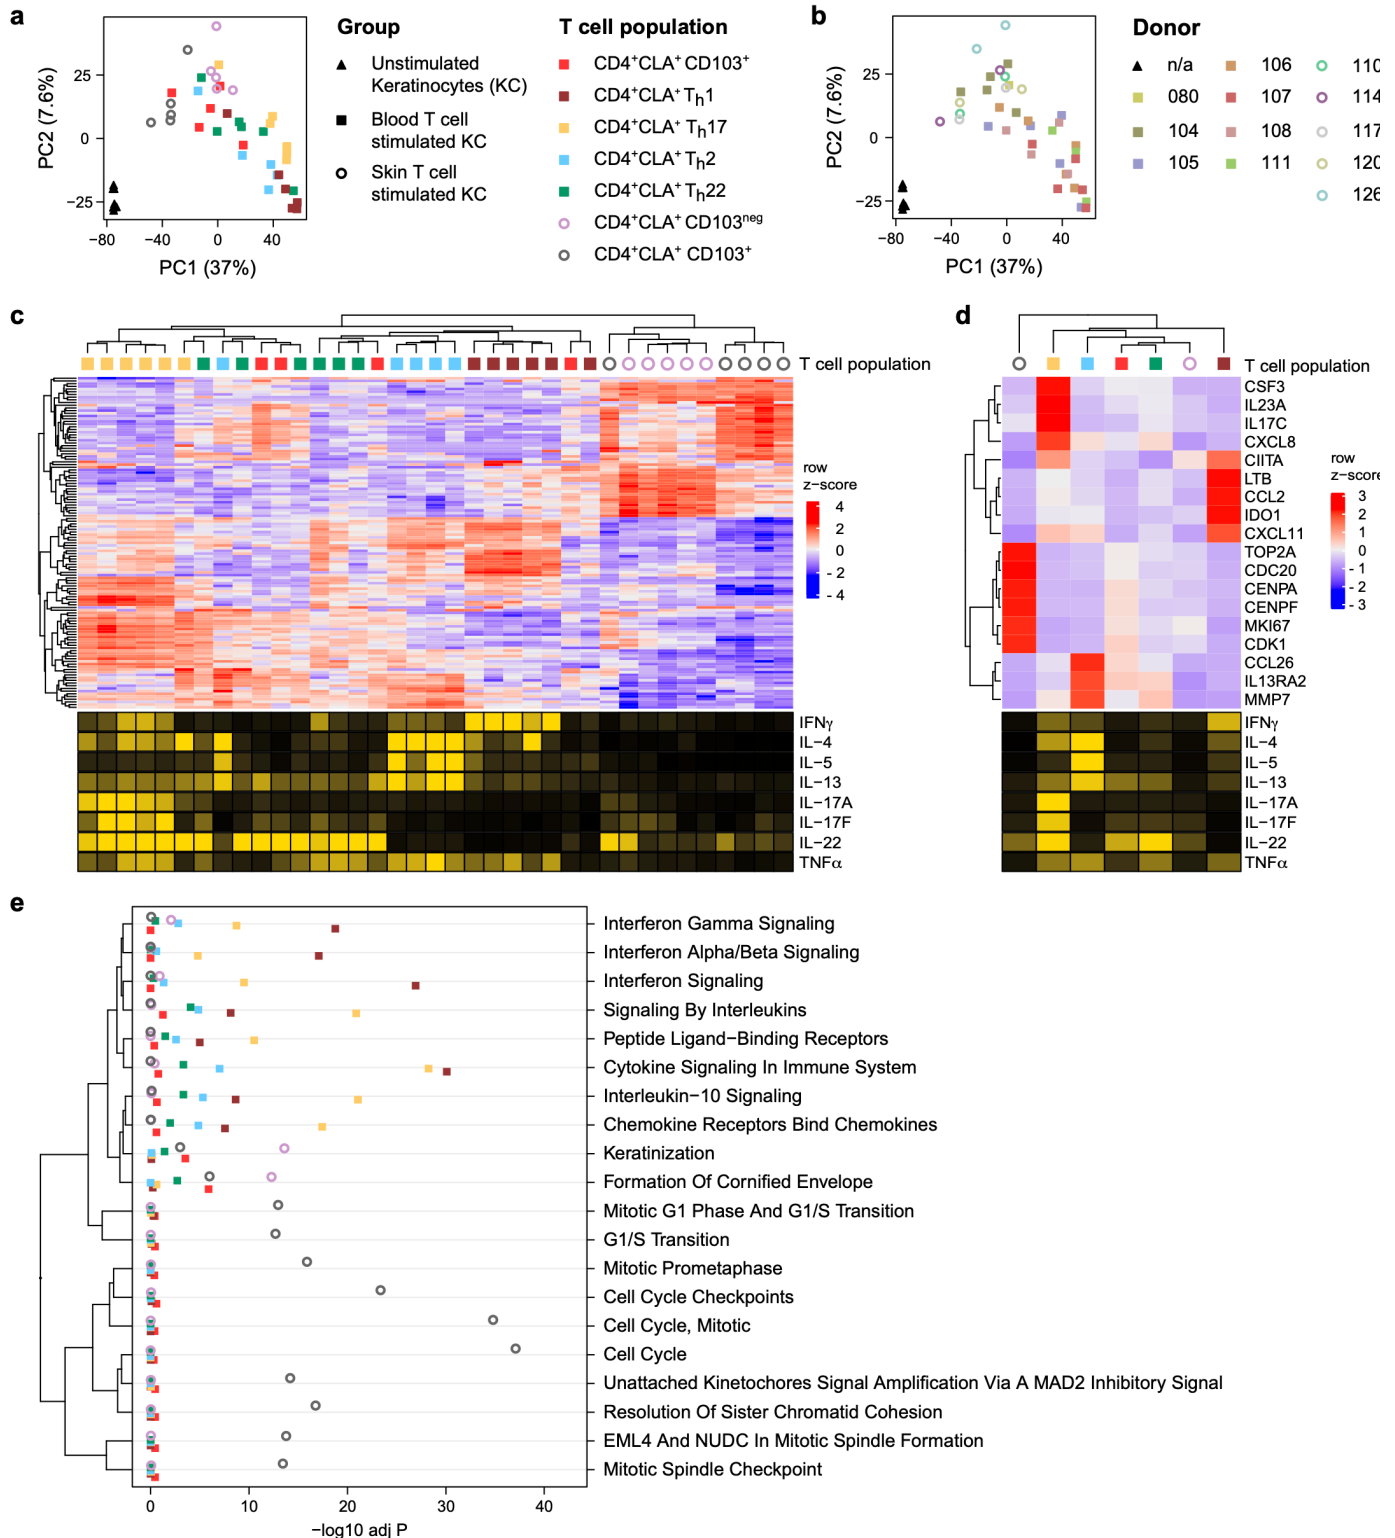 a
PC2 (7.6%)
25
0
−25
−80
−40
0
40
PC1 (37%)
Group
Unstimulated
Keratinocytes (KC)
Blood T cell
stimulated KC
Skin T cell
stimulated KC
T cell population
CD4⁺CLA⁺ CD103⁺
CD4⁺CLA⁺ Tₕ1
CD4⁺CLA⁺ Tₕ17
CD4⁺CLA⁺ Tₕ2
CD4⁺CLA⁺ Tₕ22
CD4⁺CLA⁺ CD103ⁿᵉᵍ
CD4⁺CLA⁺ CD103⁺
b
PC2 (7.6%)
25
0
−25
−80
−40
0
40
PC1 (37%)
Donor
n/a
080
104
105
106
107
108
111
110
114
117
120
126
c
T cell population
row
z−score
4
2
0
- 2
- 4
IFNγ
IL−4
IL−5
IL−13
IL−17A
IL−17F
IL−22
TNFα
d
T cell population
CSF3
IL23A
IL17C
CXCL8
CIITA
LTB
CCL2
IDO1
CXCL11
TOP2A
CDC20
CENPA
CENPF
MKI67
CDK1
CCL26
IL13RA2
MMP7
row
z−score
3
2
1
0
- 1
- 2
- 3
IFNγ
IL−4
IL−5
IL−13
IL−17A
IL−17F
IL−22
TNFα
e
Interferon Gamma Signaling
Interferon Alpha/Beta Signaling
Interferon Signaling
Signaling By Interleukins
Peptide Ligand−Binding Receptors
Cytokine Signaling In Immune System
Interleukin−10 Signaling
Chemokine Receptors Bind Chemokines
Keratinization
Formation Of Cornified Envelope
Mitotic G1 Phase And G1/S Transition
G1/S Transition
Mitotic Prometaphase
Cell Cycle Checkpoints
Cell Cycle, Mitotic
Cell Cycle
Unattached Kinetochores Signal Amplification Via A MAD2 Inhibitory Signal
Resolution Of Sister Chromatid Cohesion
EML4 And NUDC In Mitotic Spindle Formation
Mitotic Spindle Checkpoint
0
10
20
30
40
−log10 adj P